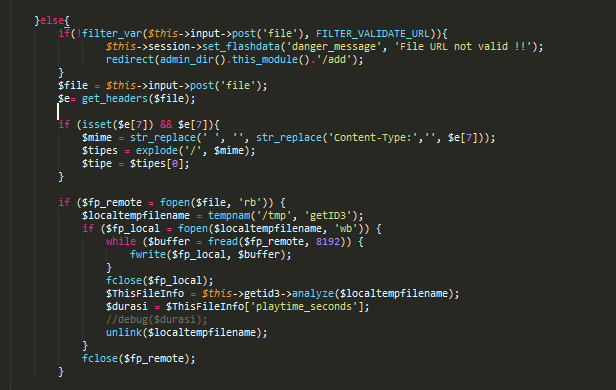 }else{
if(!filter_var($this->input->post('file'), FILTER_VALIDATE_URL)){
$this->session->set_flashdata('danger_message', 'File URL not valid !!');
redirect(admin_dir().this_module().'/add');
}
$file = $this->input->post('file');
$e= get_headers($file);
if (isset($e[7]) && $e[7]){
$mime = str_replace(' ', '', str_replace('Content-Type:','', $e[7]));
$tipes = explode('/', $mime);
$tipe = $tipes[0];
}
if ($fp_remote = fopen($file, 'rb')) {
$localtempfilename = tempnam('/tmp', 'getID3');
if ($fp_local = fopen($localtempfilename, 'wb')) {
while ($buffer = fread($fp_remote, 8192)) {
fwrite($fp_local, $buffer);
}
fclose($fp_local);
$ThisFileInfo = $this->getid3->analyze($localtempfilename);
$durasi = $ThisFileInfo['playtime_seconds'];
//debug($durasi);
unlink($localtempfilename);
}
fclose($fp_remote);
}